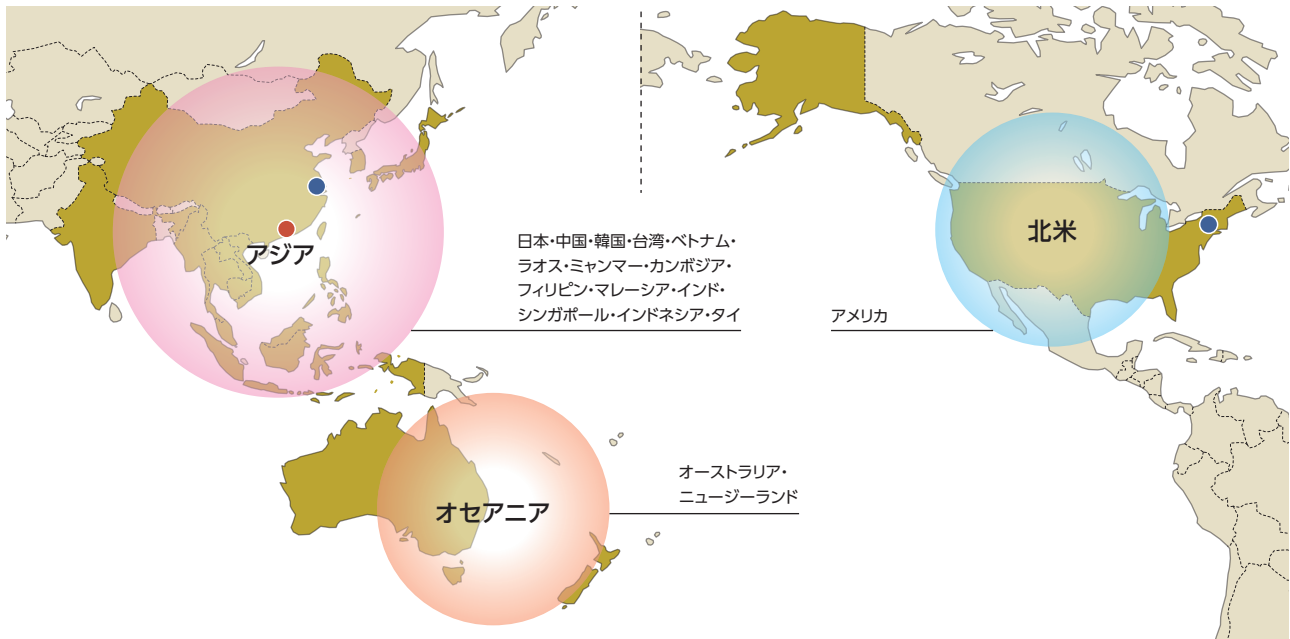 アジア
日本・中国・韓国・台湾・ベトナム・
ラオス・ミャンマー・カンボジア・
フィリピン・マレーシア・インド・
シンガポール・インドネシア・タイ
北米
アメリカ
オセアニア
オーストラリア・
ニュージーランド